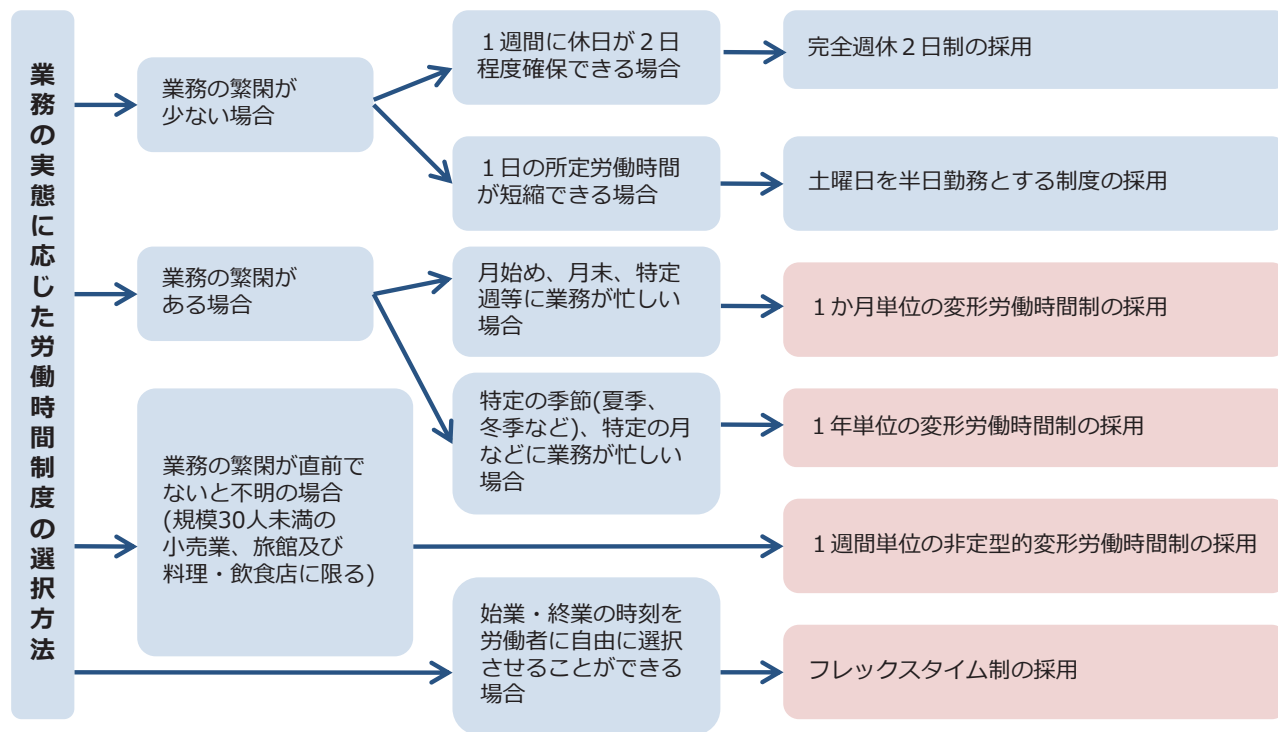 業務の実態に応じた労働時間制度の選択方法
業務の繁閑が
少ない場合
１週間に休日が２日
程度確保できる場合
完全週休２日制の採用
１日の所定労働時間
が短縮できる場合
土曜日を半日勤務とする制度の採用
業務の繁閑が
ある場合
月始め、月末、特定
週等に業務が忙しい
場合
１か月単位の変形労働時間制の採用
特定の季節(夏季、
冬季など)、特定の月
などに業務が忙しい
場合
１年単位の変形労働時間制の採用
業務の繁閑が直前で
ないと不明の場合
(規模30人未満の
小売業、旅館及び
料理・飲食店に限る)
１週間単位の非定型的変形労働時間制の採用
始業・終業の時刻を
労働者に自由に選択
させることができる
場合
フレックスタイム制の採用